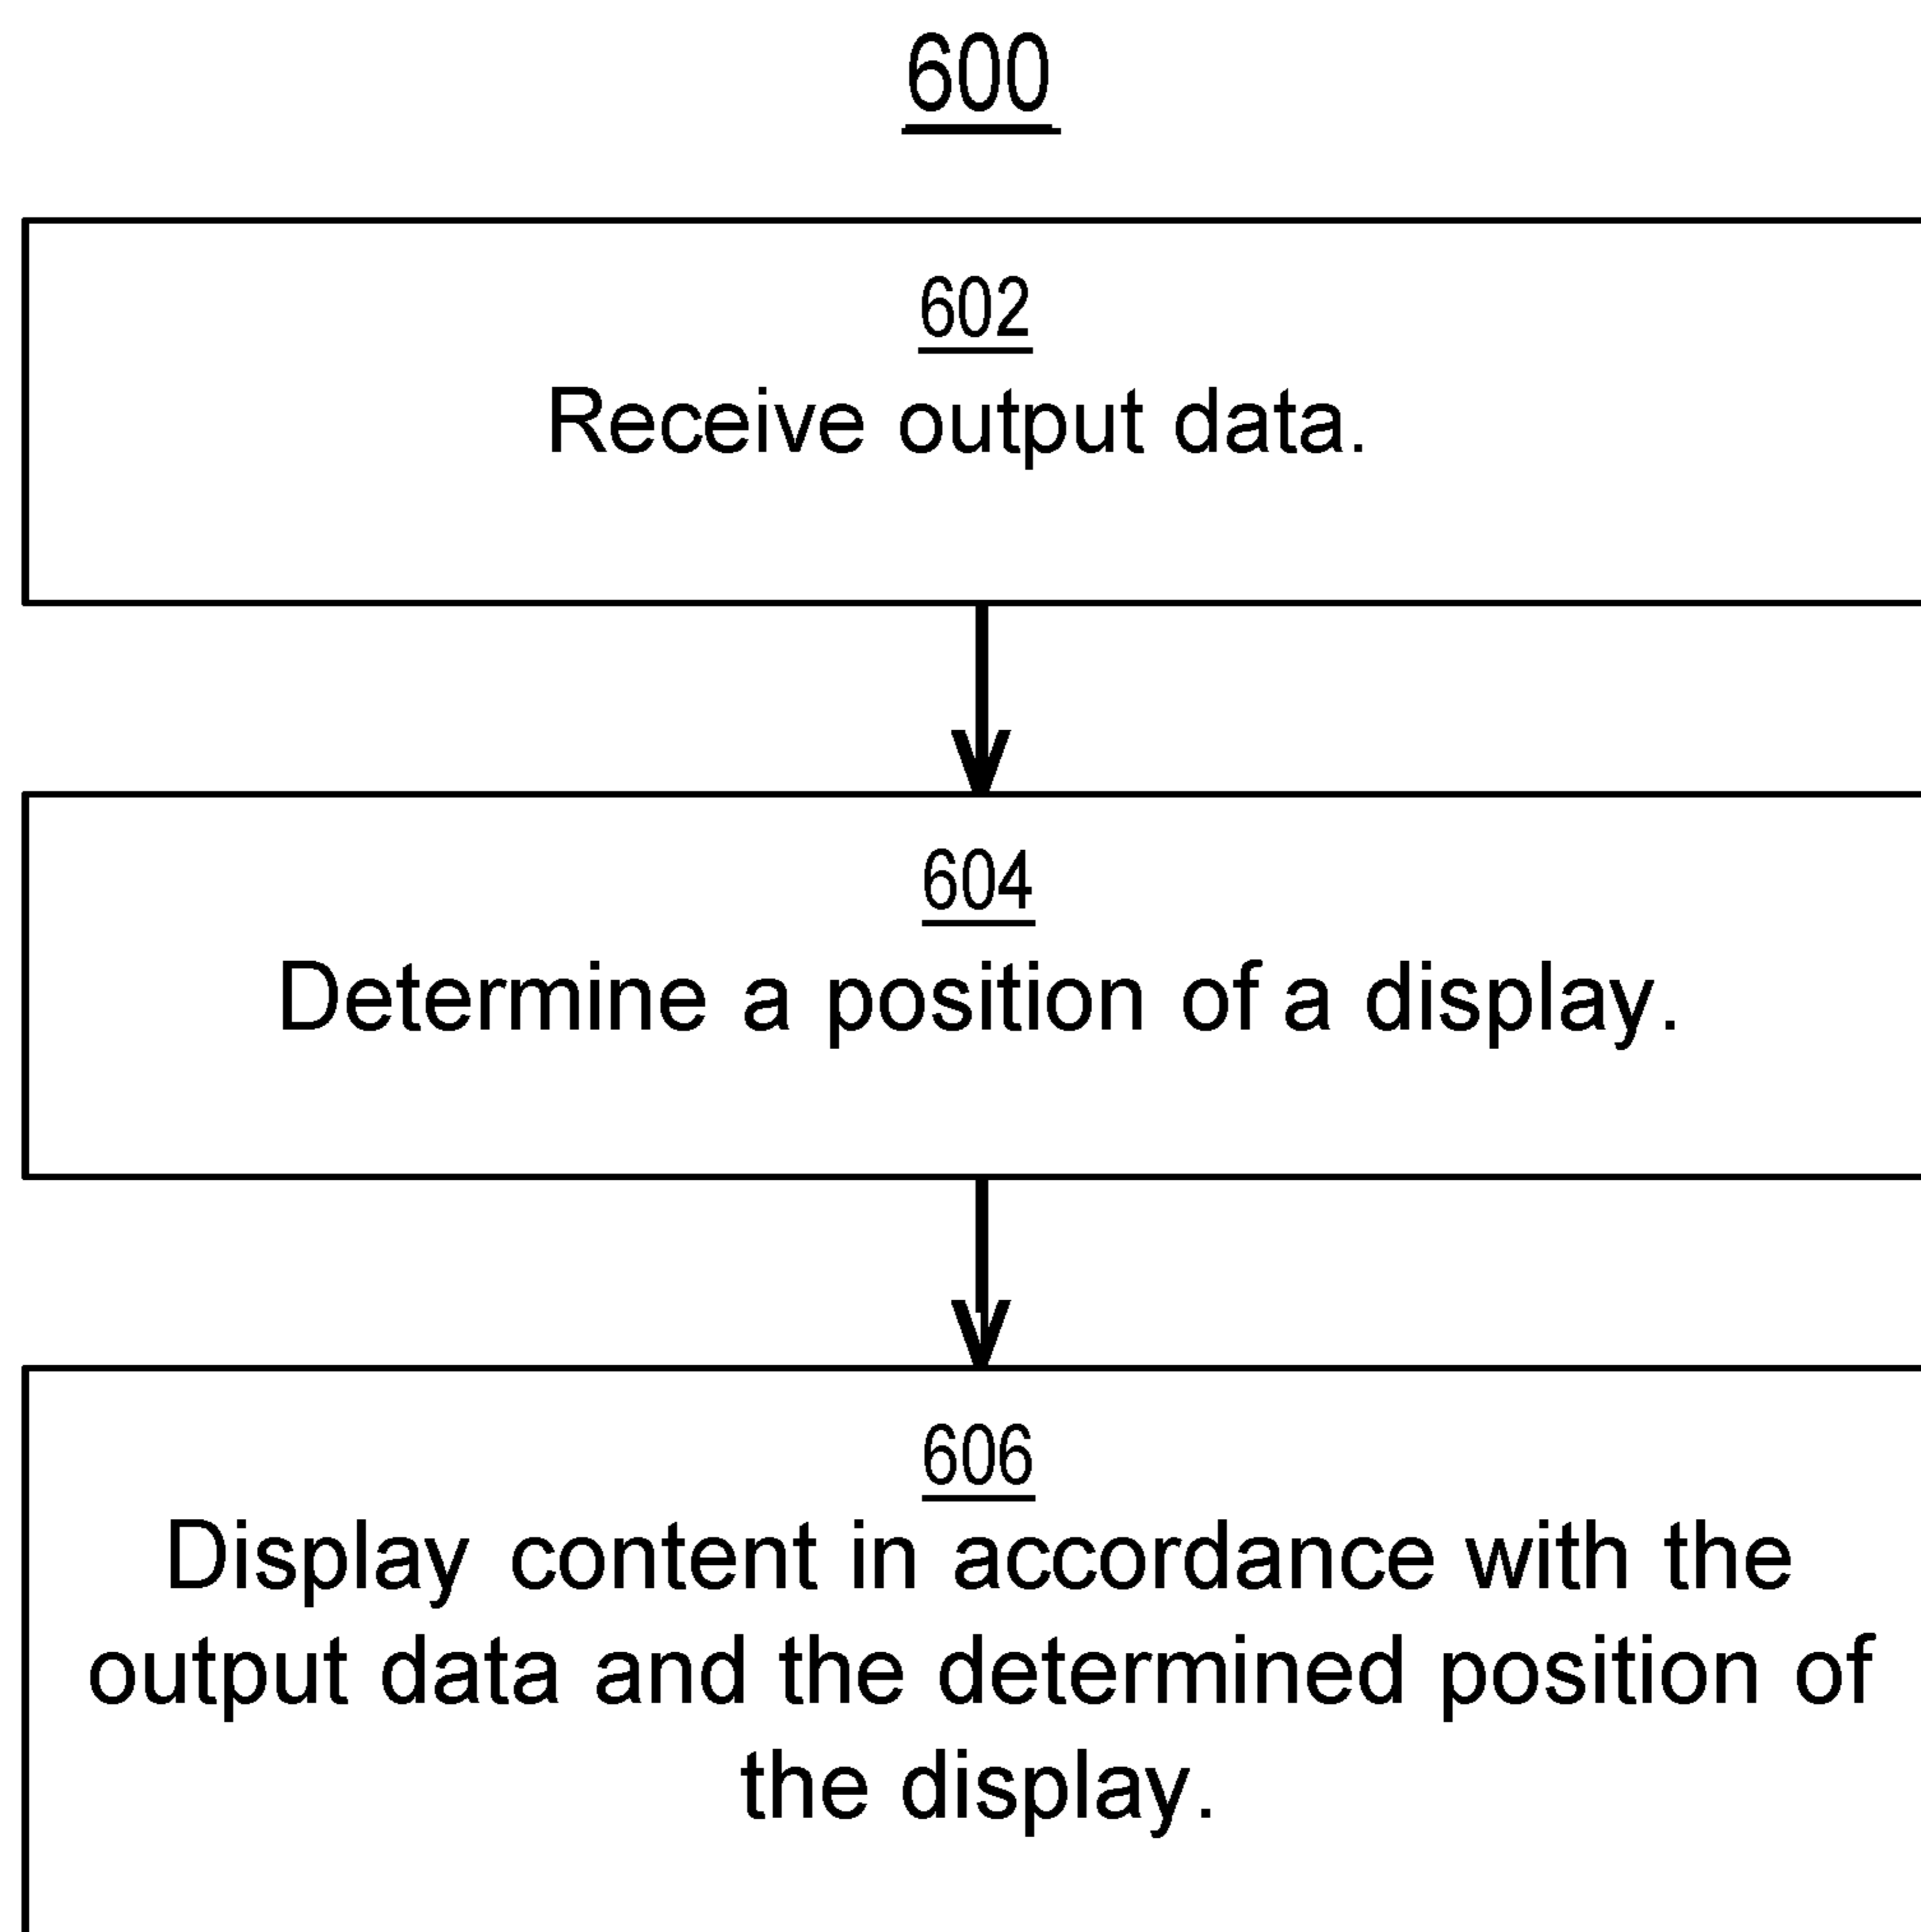 600
602
Receive output data.
604
Determine a position of a display.
606
Display content in accordance with the
output data and the determined position of
the display.